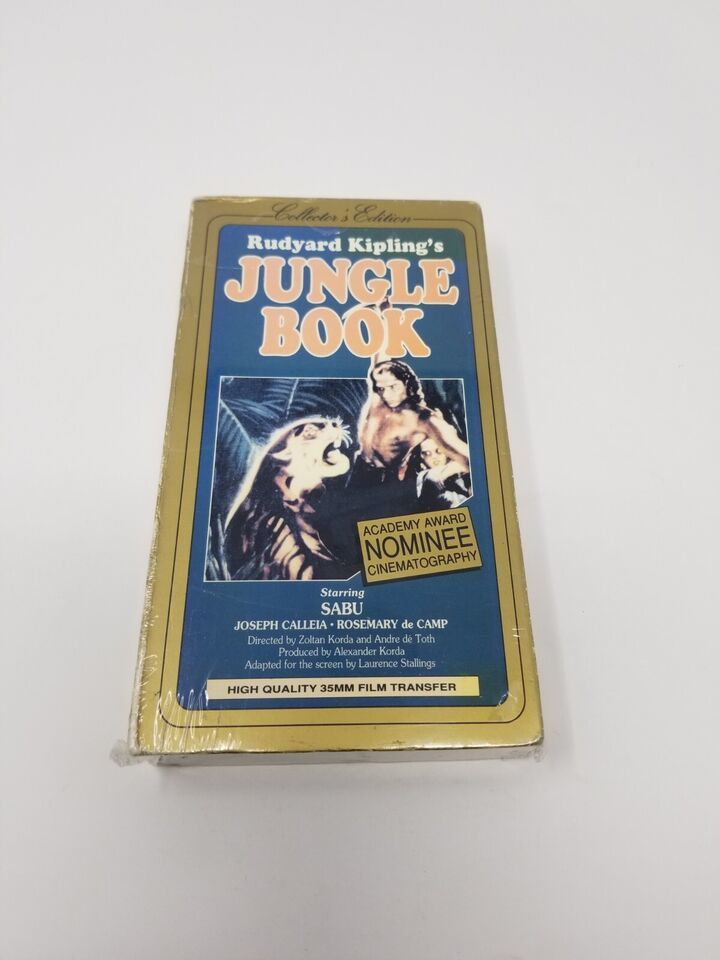 Collector's Edition
Rudyard Kipling's
JUNGLE
BOOK
ACADEMY AWARD
NOMINEE
CINEMATOGRAPHY
Starring
SABU
JOSEPH CALLEIA • ROSEMARY de CAMP
Directed by Zoltan Korda and Andre dé Toth
Produced by Alexander Korda
Adapted for the screen by Laurence Stallings
HIGH QUALITY 35MM FILM TRANSFER